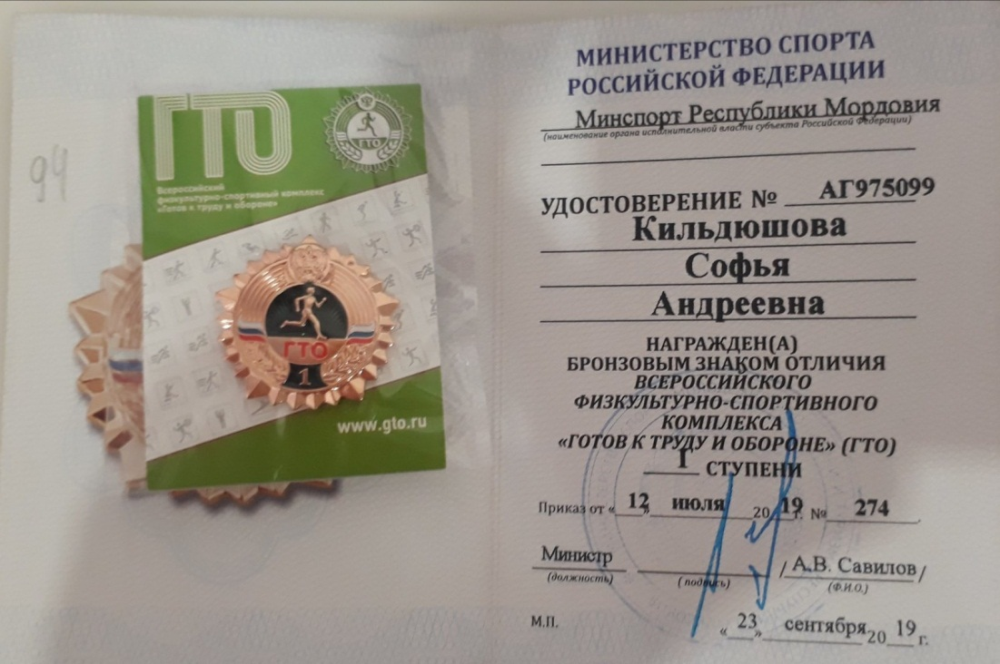 94
ГТО
ГТО
Всероссийский
физкультурно-спортивный комплекс
«Готов к труду и обороне»
ГТО
1
www.gto.ru
МИНИСТЕРСТВО СПОРТА
РОССИЙСКОЙ ФЕДЕРАЦИИ
Минспорт Республики Мордовия
(наименование органа исполнительной власти субъекта Российской Федерации)
УДОСТОВЕРЕНИЕ № АГ975099
Кильдюшова
Софья
Андреевна
НАГРАЖДЕН(А)
БРОНЗОВЫМ ЗНАКОМ ОТЛИЧИЯ
ВСЕРОССИЙСКОГО
ФИЗКУЛЬТУРНО-СПОРТИВНОГО
КОМПЛЕКСА
«ГОТОВ К ТРУДУ И ОБОРОНЕ» (ГТО)
I СТУПЕНИ
Приказ от «12» июля 2019 г. № 274
Министр / А.В. Савилов/
(должность) (подпись) (Ф.И.О.)
М.П. «23» сентября 2019 г.